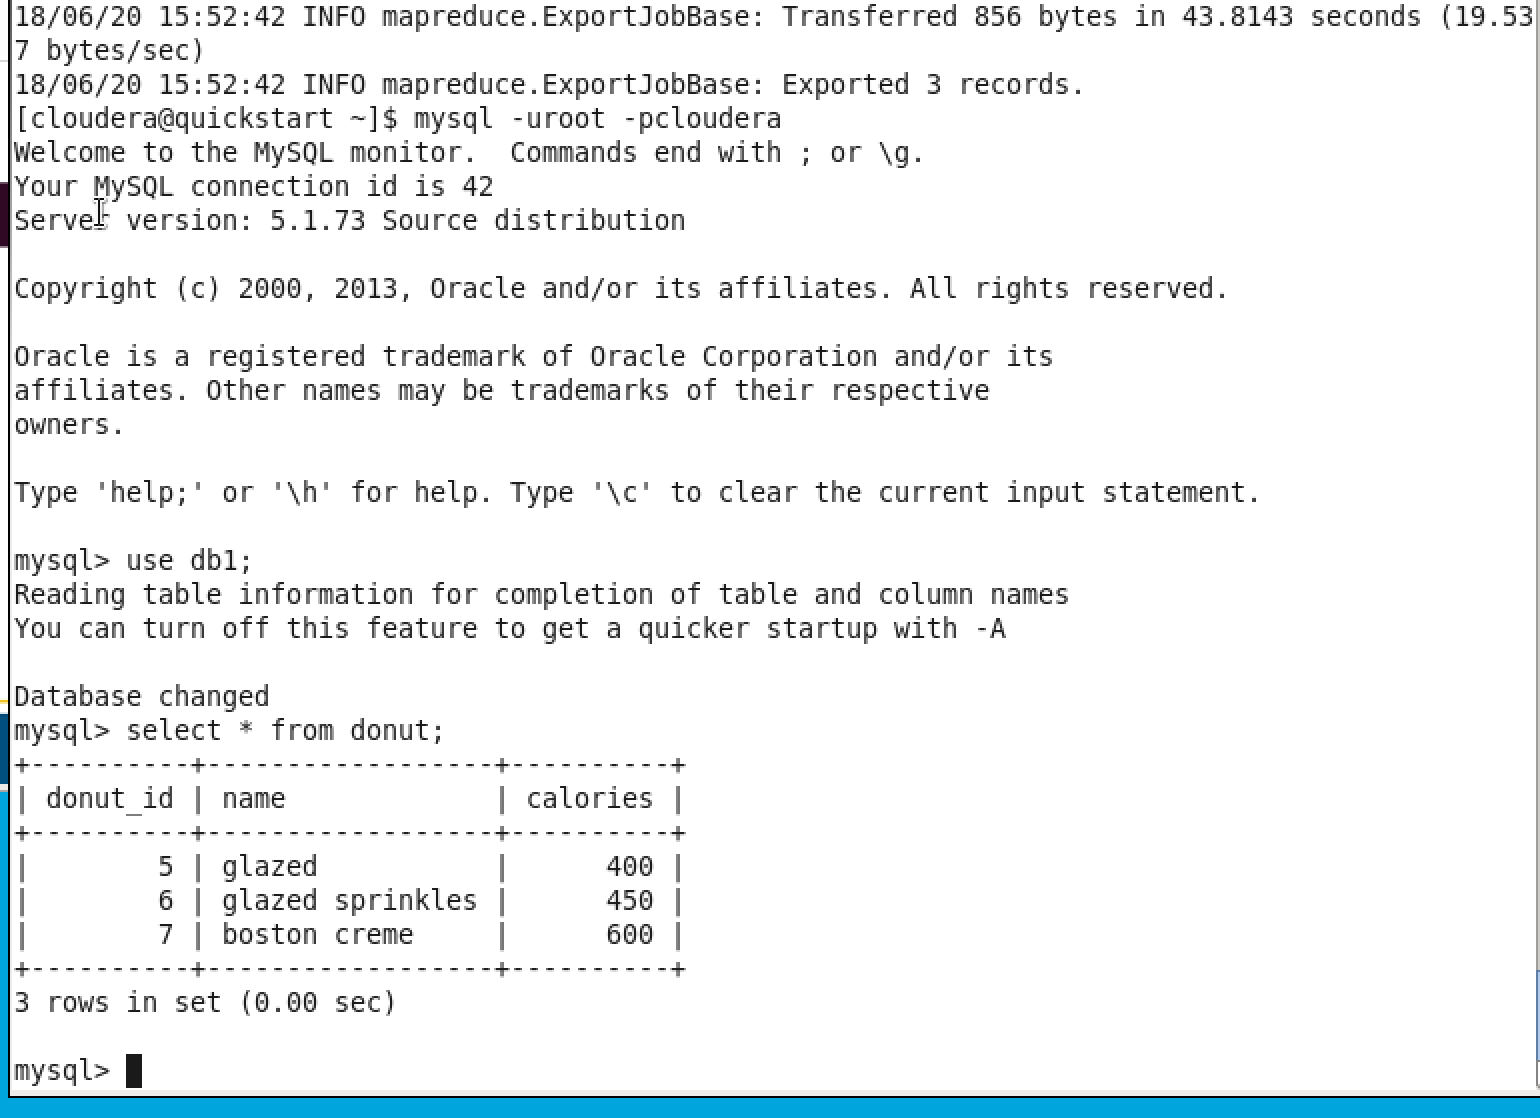 18/06/20 15:52:42 INFO mapreduce.ExportJobBase: Transferred 856 bytes in 43.8143 seconds (19.53
7 bytes/sec)
18/06/20 15:52:42 INFO mapreduce.ExportJobBase: Exported 3 records.
[cloudera@quickstart ~]$ mysql -uroot -pcloudera
Welcome to the MySQL monitor.  Commands end with ; or \g.
Your MySQL connection id is 42
Server version: 5.1.73 Source distribution

Copyright (c) 2000, 2013, Oracle and/or its affiliates. All rights reserved.

Oracle is a registered trademark of Oracle Corporation and/or its
affiliates. Other names may be trademarks of their respective
owners.

Type 'help;' or '\h' for help. Type '\c' to clear the current input statement.

mysql> use db1;
Reading table information for completion of table and column names
You can turn off this feature to get a quicker startup with -A

Database changed
mysql> select * from donut;
+----------+------------------+----------+
| donut_id | name             | calories |
+----------+------------------+----------+
|        5 | glazed           |      400 |
|        6 | glazed sprinkles |      450 |
|        7 | boston creme     |      600 |
+----------+------------------+----------+
3 rows in set (0.00 sec)

mysql>